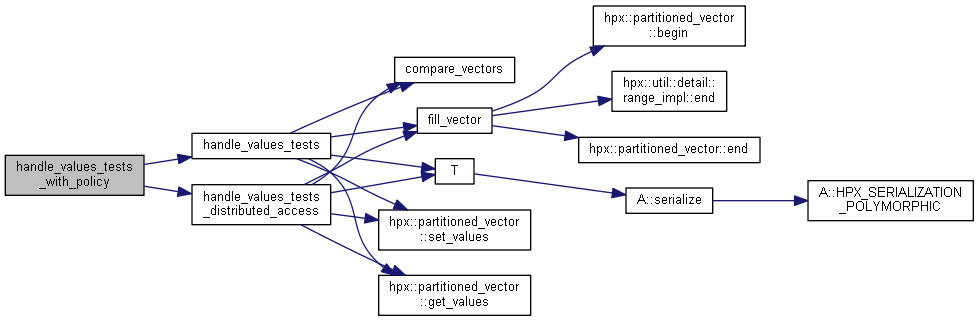 handle_values_tests
_with_policy
handle_values_tests
handle_values_tests
_distributed_access
compare_vectors
fill_vector
T
hpx::partitioned_vector
::set_values
hpx::partitioned_vector
::get_values
hpx::partitioned_vector
::begin
hpx::util::detail::
range_impl::end
hpx::partitioned_vector::end
A::serialize
A::HPX_SERIALIZATION
_POLYMORPHIC